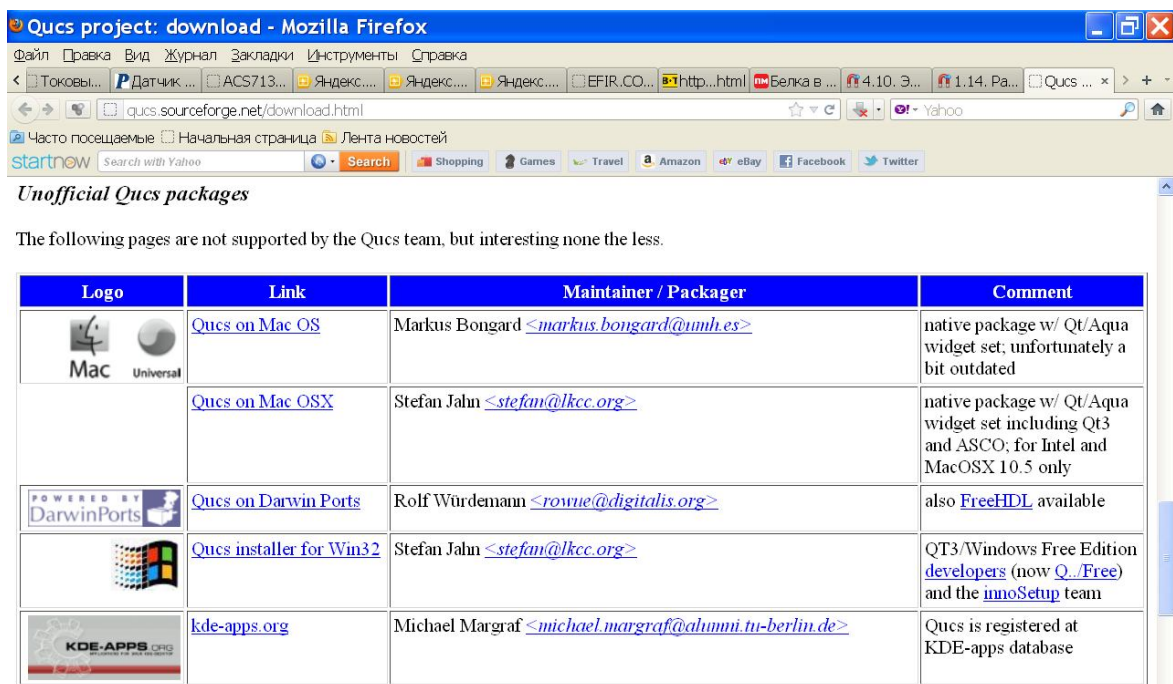 Qucs project: download - Mozilla Firefox
Файл Правка Вид Журнал Закладки Инструменты Справка
Токовы... Датчик ... ACS713... Яндекс.... Яндекс.... Яндекс.... EFIR.CO... http...html Белка в ... 4.10. Э... 1.14. Ра... Qucs ...
qucs.sourceforge.net/download.html Yahoo
Часто посещаемые Начальная страница Лента новостей
startnow Search with Yahoo Search Shopping Games Travel Amazon eBay Facebook Twitter
Unofficial Qucs packages
The following pages are not supported by the Qucs team, but interesting none the less.
Logo Link Maintainer / Packager Comment
Mac Universal
Qucs on Mac OS
Markus Bongard <markus.bongard@umh.es>
native package w/ Qt/Aqua
widget set; unfortunately a
bit outdated
Qucs on Mac OSX
Stefan Jahn <stefan@lkcc.org>
native package w/ Qt/Aqua
widget set including Qt3
and ASCO; for Intel and
MacOSX 10.5 only
POWERED BY
DarwinPorts
Qucs on Darwin Ports
Rolf Würdemann <rowue@digitalis.org>
also FreeHDL available
Qucs installer for Win32
Stefan Jahn <stefan@lkcc.org>
QT3/Windows Free Edition
developers (now Q../Free)
and the innoSetup team
KDE-APPS.ORG
kde-apps.org
Michael Margraf <michael.margraf@alumni.tu-berlin.de>
Qucs is registered at
KDE-apps database